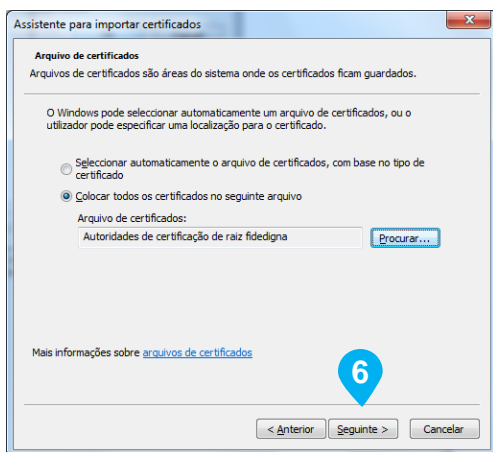 Assistente para importar certificados
Arquivo de certificados
Arquivos de certificados são áreas do sistema onde os certificados ficam guardados.
O Windows pode seleccionar automaticamente um arquivo de certificados, ou o
utilizador pode especificar uma localização para o certificado.
Seleccionar automaticamente o arquivo de certificados, com base no tipo de
certificado
Colocar todos os certificados no seguinte arquivo
Arquivo de certificados:
Autoridades de certificação de raiz fidedigna
Procurar...
Mais informações sobre arquivos de certificados
6
< Anterior Seguinte > Cancelar